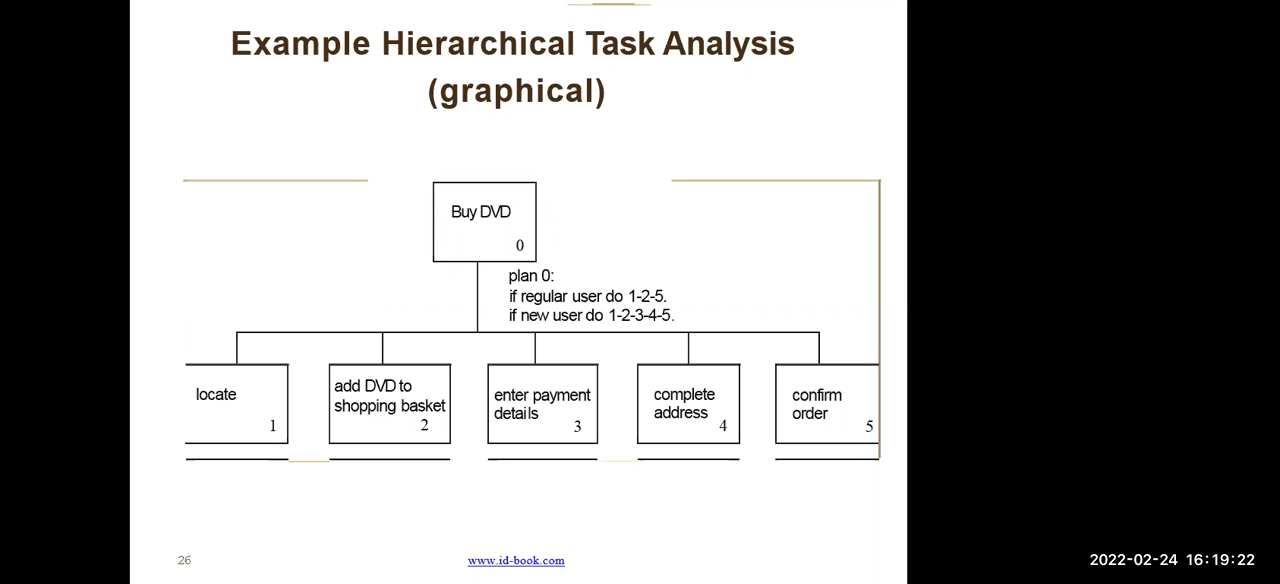 Example Hierarchical Task Analysis
(graphical)
Buy DVD
0
plan 0:
if regular user do 1-2-5.
if new user do 1-2-3-4-5.
locate
1
add DVD to
shopping basket
2
enter payment
details
3
complete
address
4
confirm
order
5
26
www.id-book.com
2022-02-24 16:19:22